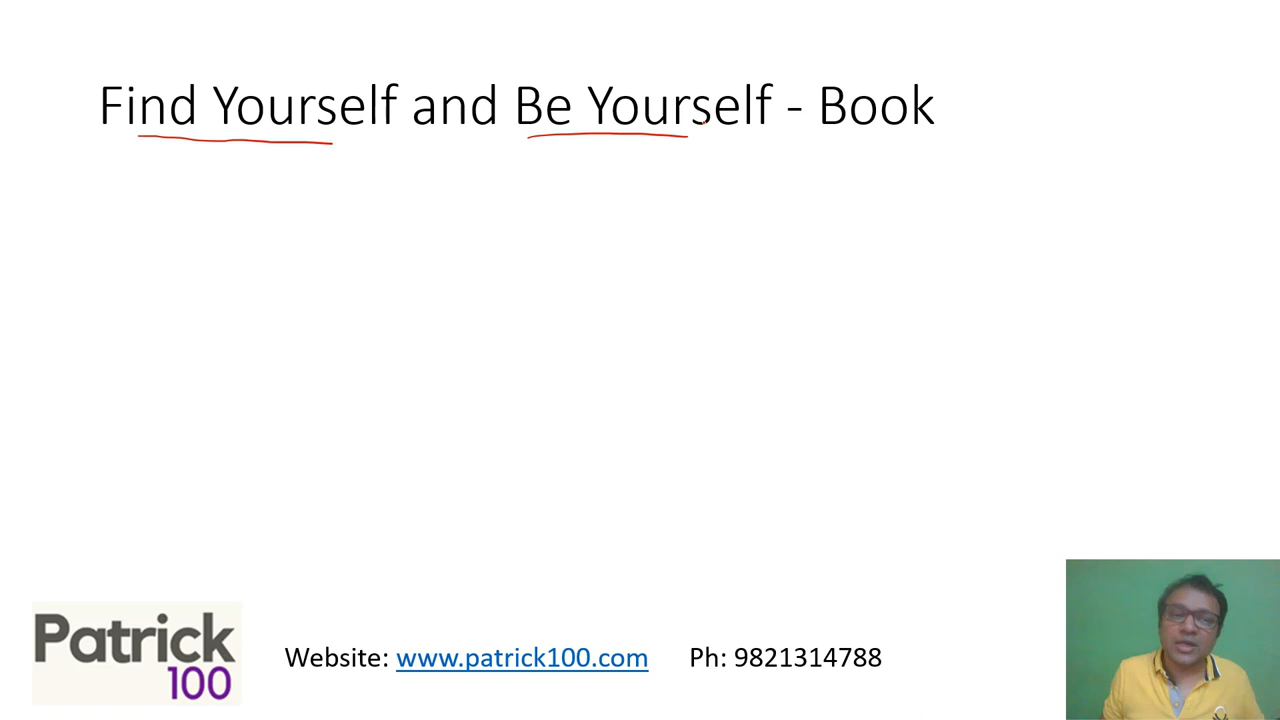 Find Yourself and Be Yourself - Book
Patrick
100
Website: www.patrick100.com Ph: 9821314788